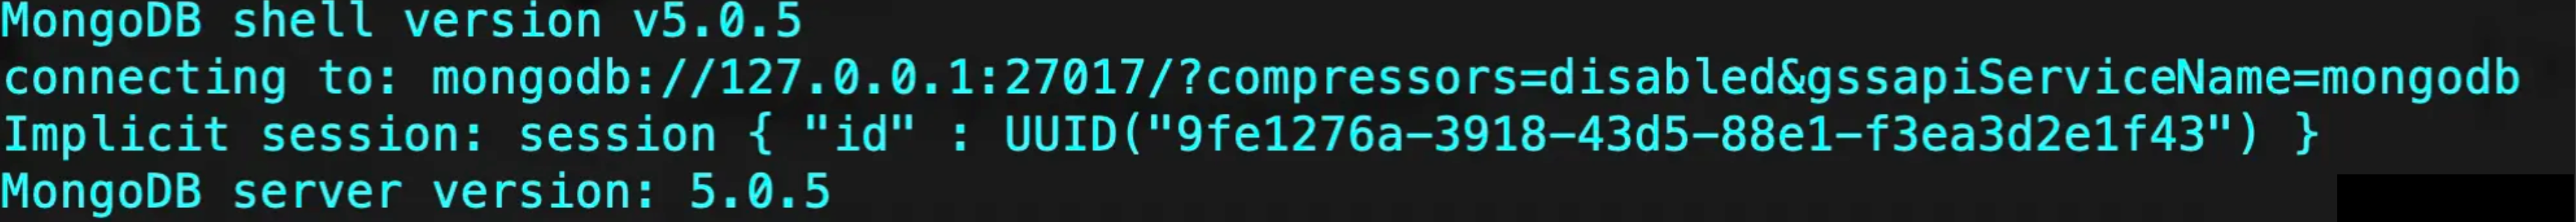 MongoDB shell version v5.0.5
connecting to: mongodb://127.0.0.1:27017/?compressors=disabled&gssapiServiceName=mongodb
Implicit session: session { "id" : UUID("9fe1276a-3918-43d5-88e1-f3ea3d2e1f43") }
MongoDB server version: 5.0.5